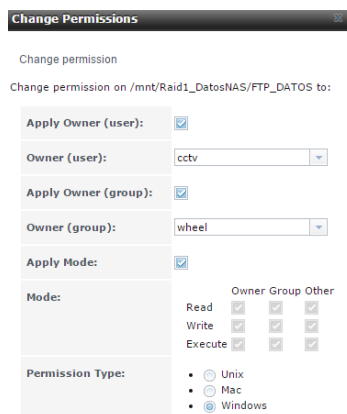 Change Permissions
Change permission
Change permission on /mnt/Raid1_DatosNAS/FTP_DATOS to:
Apply Owner (user):
Owner (user): cctv
Apply Owner (group):
Owner (group): wheel
Apply Mode:
Mode: Owner Group Other
Read
Write
Execute
Permission Type: Unix
Mac
Windows